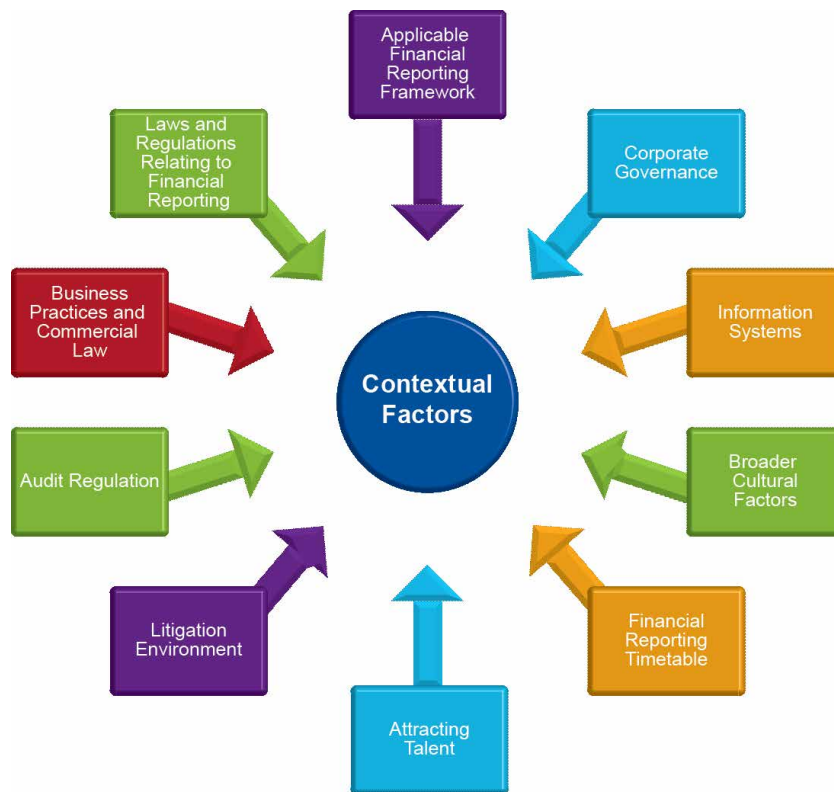 Applicable
Financial
Reporting
Framework
Laws and
Regulations
Relating to
Financial
Reporting
Corporate
Governance
Business
Practices and
Commercial
Law
Information
Systems
Contextual
Factors
Audit Regulation
Broader
Cultural
Factors
Litigation
Environment
Financial
Reporting
Timetable
Attracting
Talent